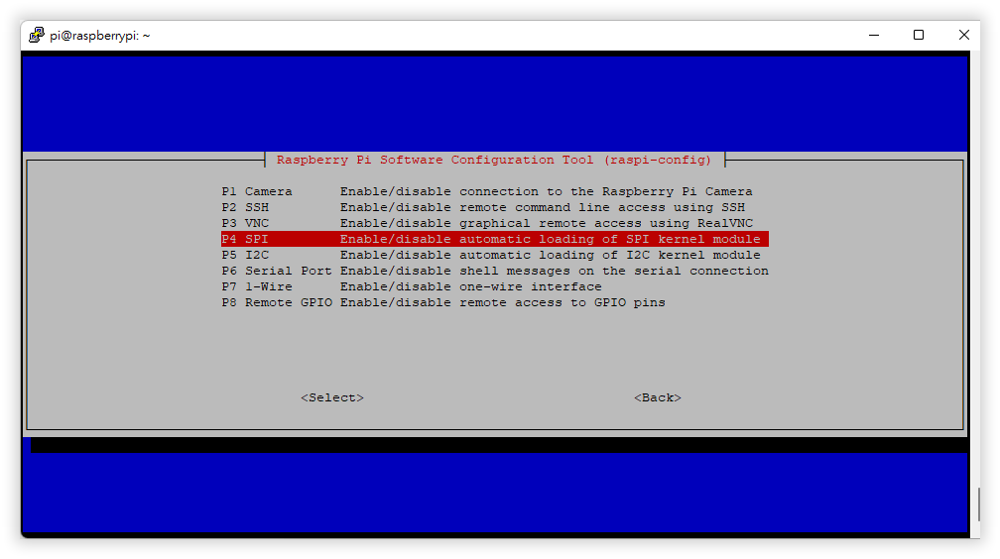 pi@raspberrypi: ~
Raspberry Pi Software Configuration Tool (raspi-config)
P1 Camera Enable/disable connection to the Raspberry Pi Camera
P2 SSH Enable/disable remote command line access using SSH
P3 VNC Enable/disable graphical remote access using RealVNC
P4 SPI Enable/disable automatic loading of SPI kernel module
P5 I2C Enable/disable automatic loading of I2C kernel module
P6 Serial Port Enable/disable shell messages on the serial connection
P7 1-Wire Enable/disable one-wire interface
P8 Remote GPIO Enable/disable remote access to GPIO pins
<Select> <Back>